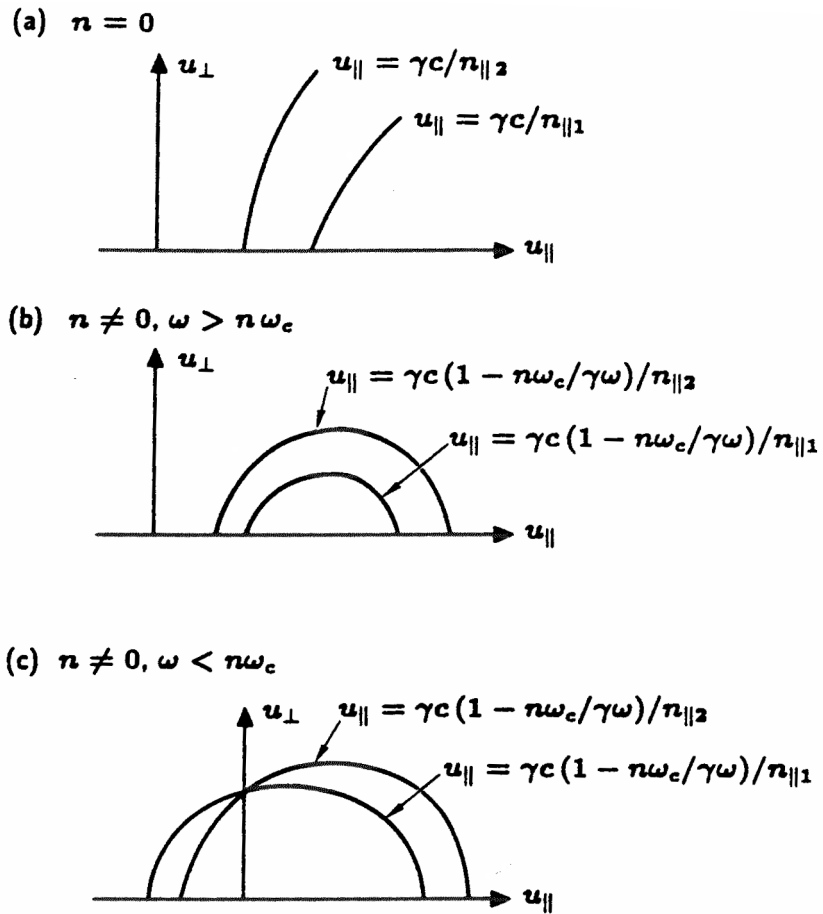 (a) n = 0
u⊥
u∥ = γc/n∥2
u∥ = γc/n∥1
u∥
(b) n ≠ 0, ω > nωc
u⊥
u∥ = γc(1 − nωc/γω)/n∥2
u∥ = γc(1 − nωc/γω)/n∥1
u∥
(c) n ≠ 0, ω < nωc
u⊥
u∥ = γc(1 − nωc/γω)/n∥2
u∥ = γc(1 − nωc/γω)/n∥1
u∥